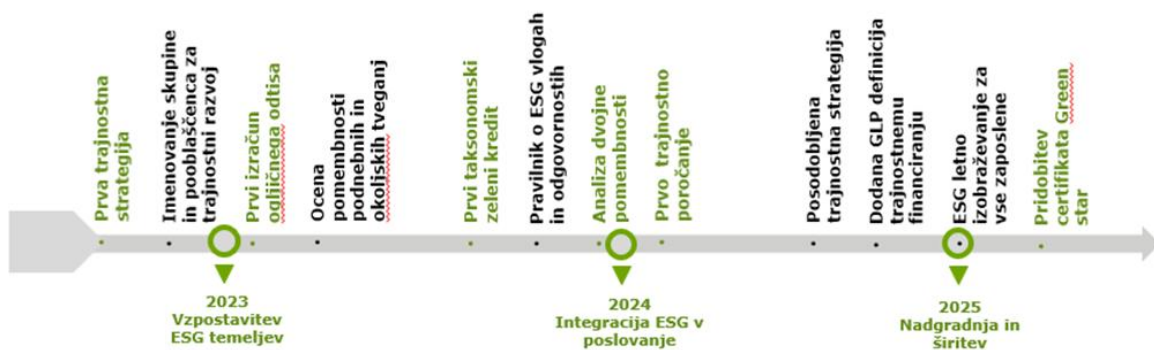 Prva trajnostna
strategija
Imenovanje skupine
in pooblaščenca za
trajnostni razvoj
Prvi izračun
ogljičnega odtisa
Ocena
pomembnosti
podnebnih in
okoljskih tveganj
Prvi taksonomski
zeleni kredit
Pravilnik o ESG vlogah
in odgovornostih
Analiza dvojne
pomembnosti
Prvo trajnostno
poročanje
Posodobljena
trajnostna strategija
Dodana GLP definicija
trajnostnemu
financiranju
ESG letno
izobraževanje za
vse zaposlene
Pridobitev
certifikata Green
star
2023
Vzpostavitev
ESG temeljev
2024
Integracija ESG v
poslovanje
2025
Nadgradnja in
širitev